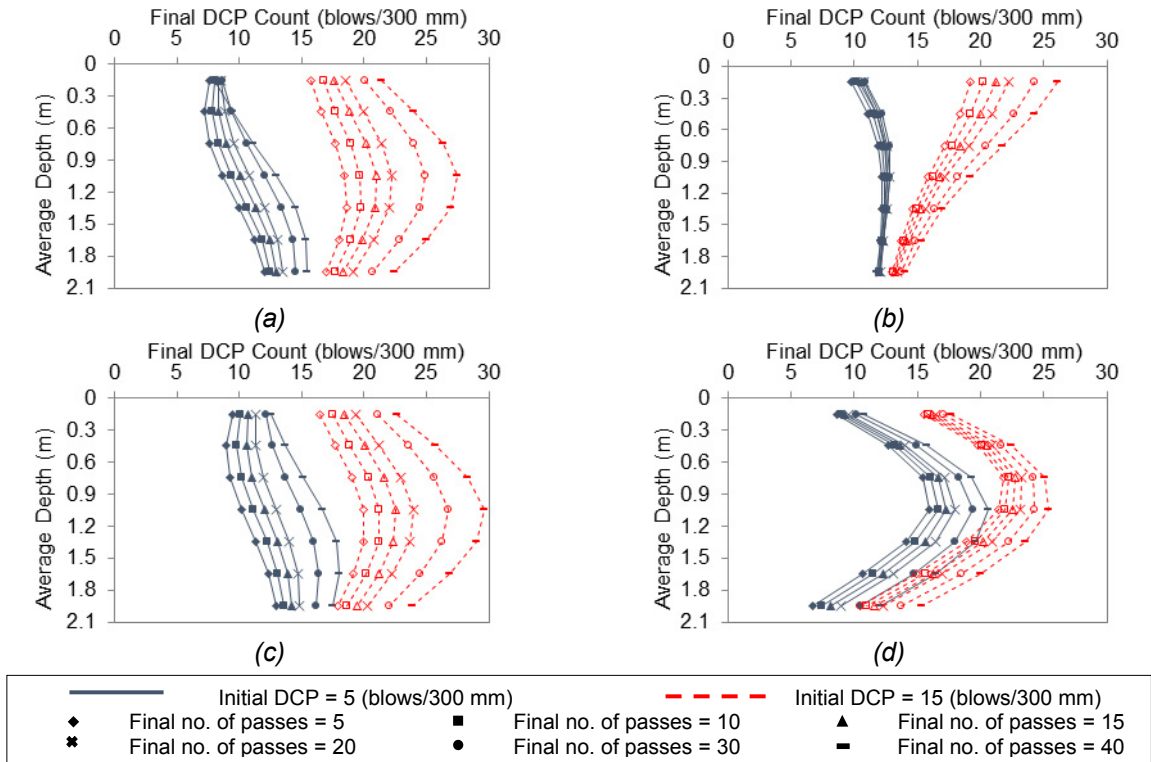 Final DCP Count (blows/300 mm)
0 5 10 15 20 25 30
Average Depth (m)
0
0.3
0.6
0.9
1.2
1.5
1.8
2.1
(a)
Final DCP Count (blows/300 mm)
0 5 10 15 20 25 30
Average Depth (m)
0
0.3
0.6
0.9
1.2
1.5
1.8
2.1
(b)
Final DCP Count (blows/300 mm)
0 5 10 15 20 25 30
Average Depth (m)
0
0.3
0.6
0.9
1.2
1.5
1.8
2.1
(c)
Final DCP Count (blows/300 mm)
0 5 10 15 20 25 30
Average Depth (m)
0
0.3
0.6
0.9
1.2
1.5
1.8
2.1
(d)
Initial DCP = 5 (blows/300 mm) Initial DCP = 15 (blows/300 mm)
Final no. of passes = 5 Final no. of passes = 10 Final no. of passes = 15
Final no. of passes = 20 Final no. of passes = 30 Final no. of passes = 40